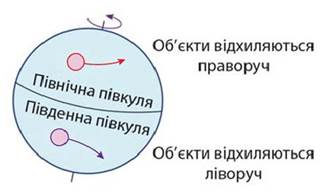 Об’єкти відхиляються
праворуч
Північна півкуля
Південна півкуля
Об’єкти відхиляються
ліворуч